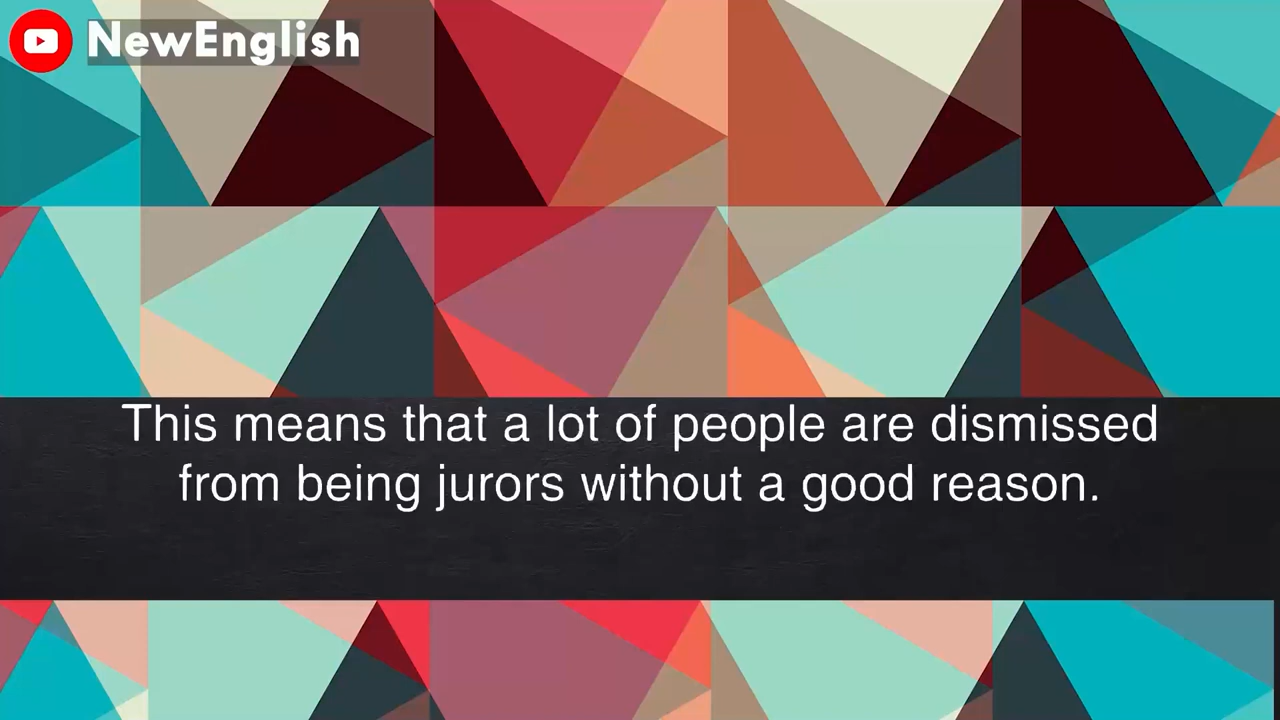 NewEnglish
This means that a lot of people are dismissed
from being jurors without a good reason.